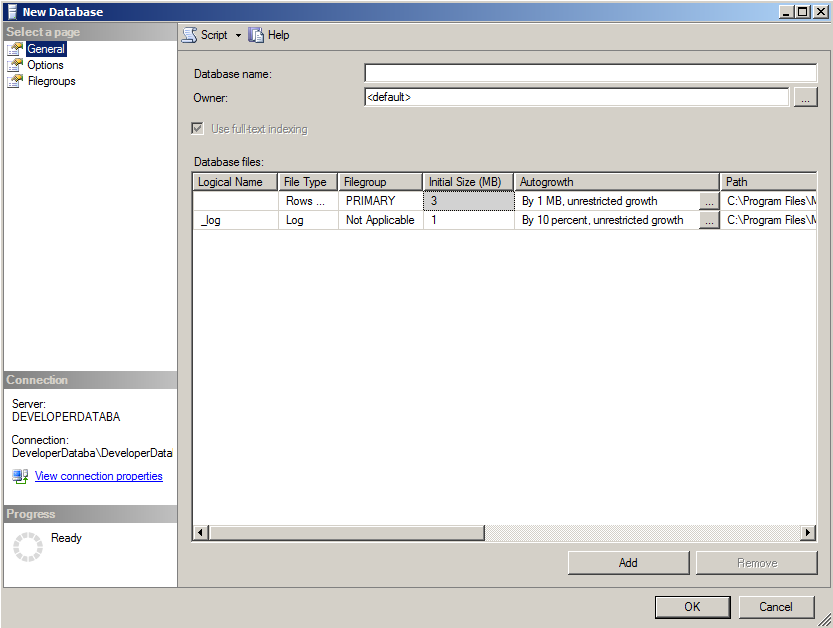 New Database
Select a page
General
Options
Filegroups
Script
Help
Database name:
Owner:
<default>
...
Use full-text indexing
Database files:
Logical Name File Type Filegroup Initial Size (MB) Autogrowth Path
Rows ... PRIMARY 3 By 1 MB, unrestricted growth ... C:\Program Files\M
_log Log Not Applicable 1 By 10 percent, unrestricted growth ... C:\Program Files\M
Connection
Server:
DEVELOPERDATABA
Connection:
DeveloperDataba\DeveloperData
View connection properties
Progress
Ready
Add
Remove
OK
Cancel